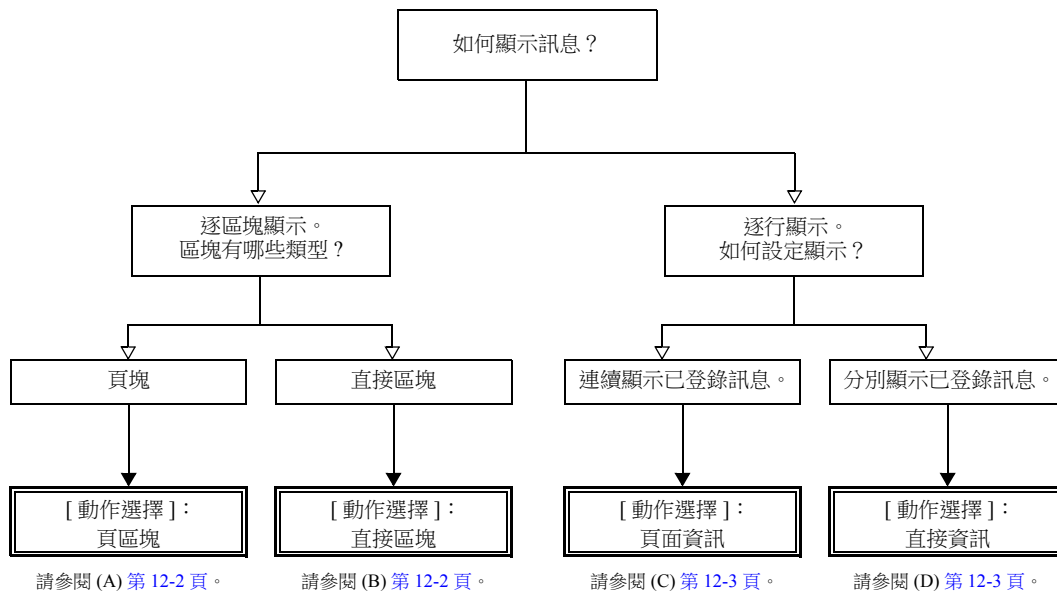 如何顯示訊息？
逐區塊顯示。
區塊有哪些類型？
逐行顯示。
如何設定顯示？
頁塊
直接區塊
連續顯示已登錄訊息。
分別顯示已登錄訊息。
[ 動作選擇 ]：
頁區塊
[ 動作選擇 ]：
直接區塊
[ 動作選擇 ]：
頁面資訊
[ 動作選擇 ]：
直接資訊
請參閱 (A) 第 12-2 頁。
請參閱 (B) 第 12-2 頁。
請參閱 (C) 第 12-3 頁。
請參閱 (D) 第 12-3 頁。